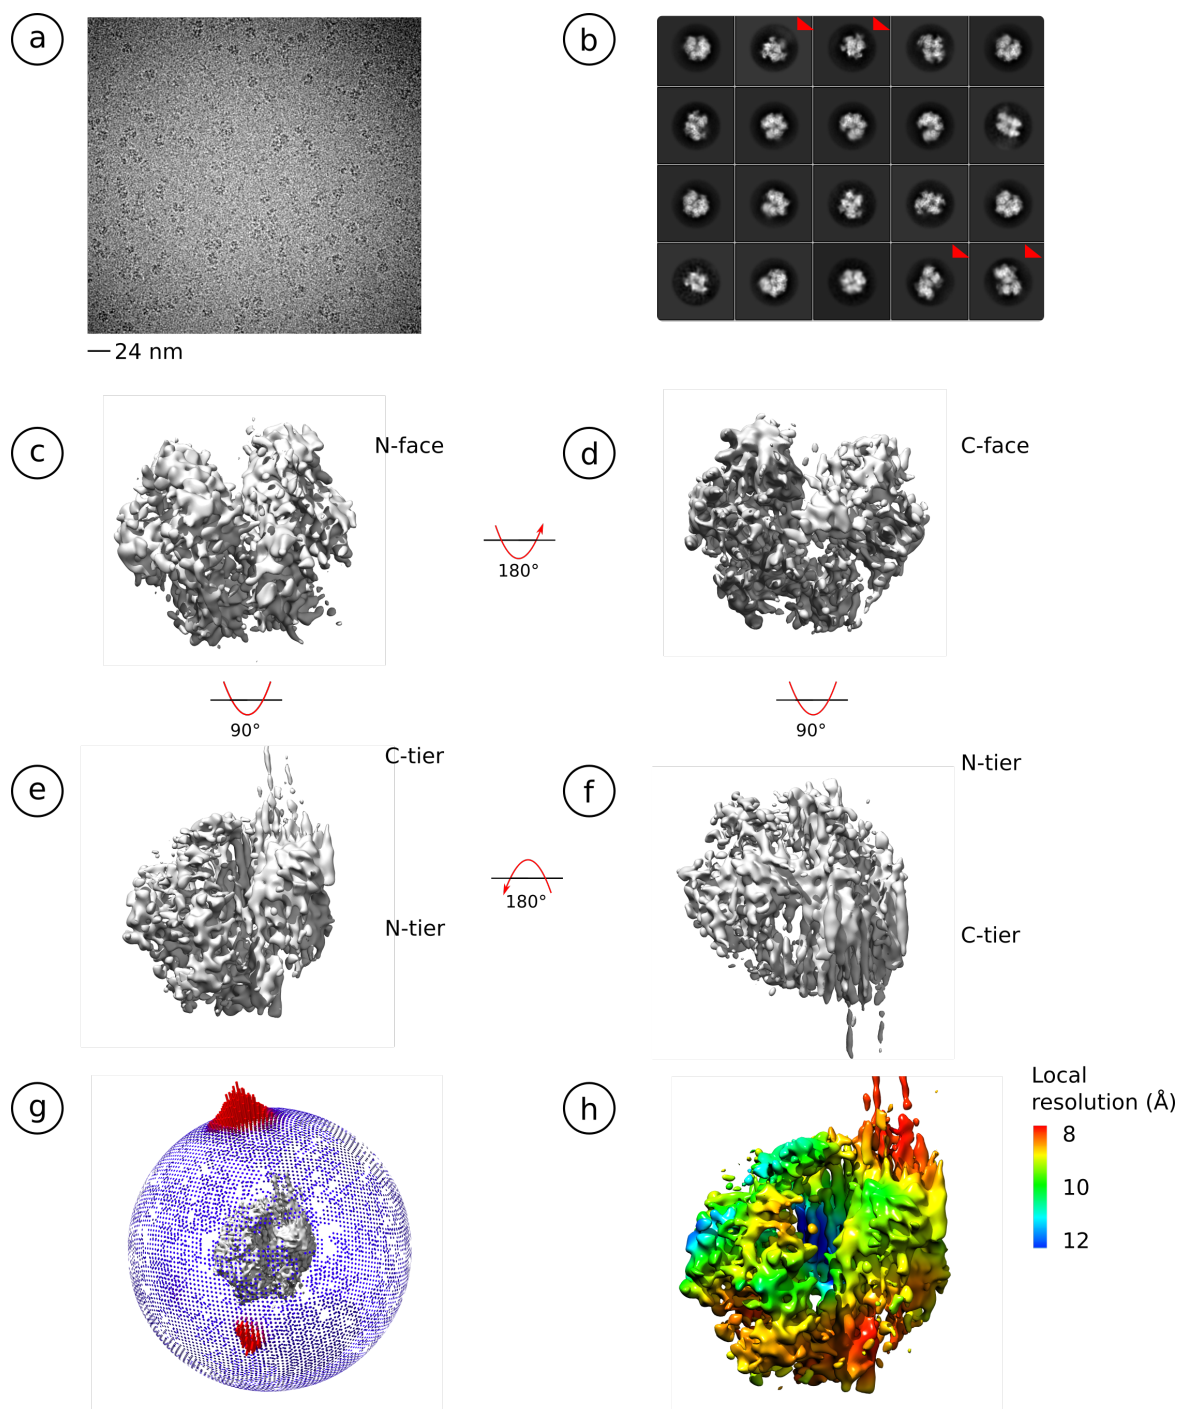 a
b
24 nm
c
N-face
d
C-face
180°
90°
90°
e
C-tier
N-tier
f
N-tier
C-tier
180°
g
h
Local
resolution (Å)
8
10
12